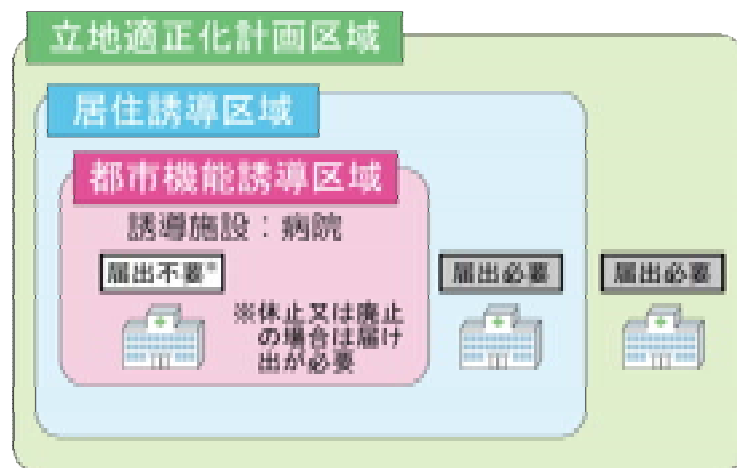 立地適正化計画区域
居住誘導区域
都市機能誘導区域
誘導施設：病院
届出不要※
届出必要
届出必要
※休止又は廃止
の場合は届け
出が必要